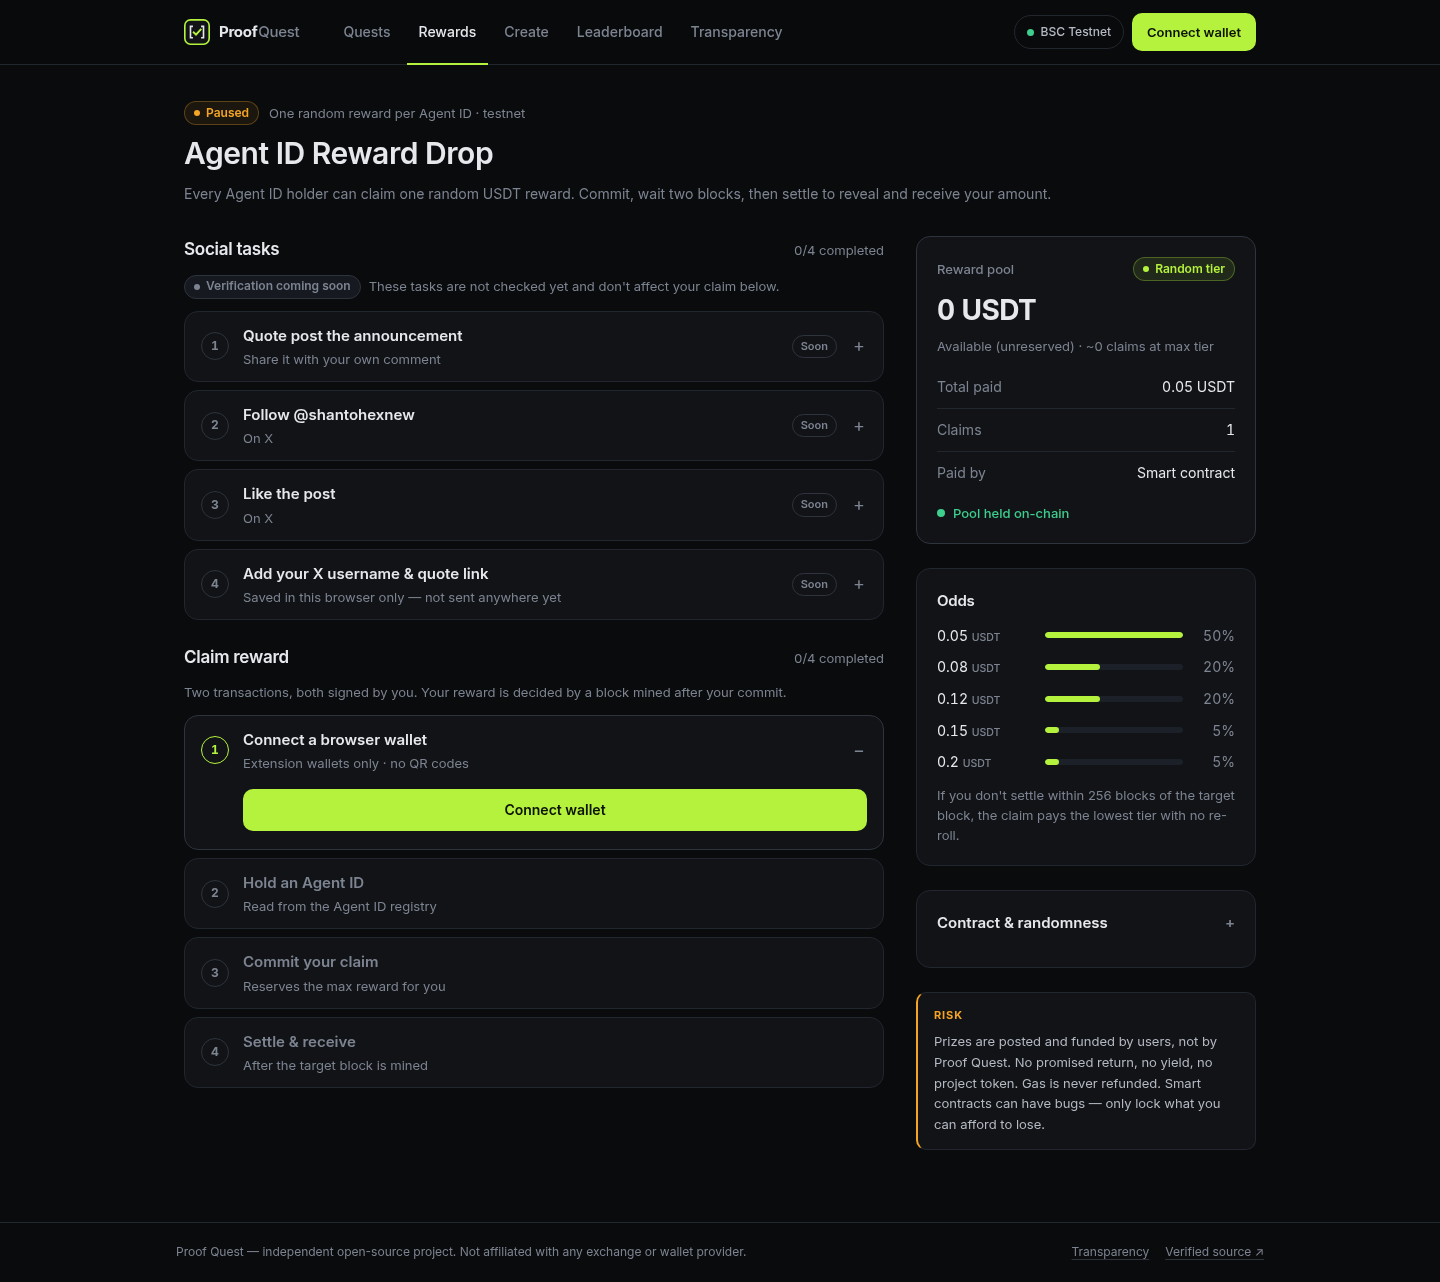 ProofQuest
Quests
Rewards
Create
Leaderboard
Transparency
BSC Testnet
Connect wallet
Paused
One random reward per Agent ID · testnet
Agent ID Reward Drop
Every Agent ID holder can claim one random USDT reward. Commit, wait two blocks, then settle to reveal and receive your amount.
Social tasks
0/4 completed
Verification coming soon
These tasks are not checked yet and don't affect your claim below.
1
Quote post the announcement
Share it with your own comment
Soon
+
2
Follow @shantohexnew
On X
Soon
+
3
Like the post
On X
Soon
+
4
Add your X username & quote link
Saved in this browser only — not sent anywhere yet
Soon
+
Claim reward
0/4 completed
Two transactions, both signed by you. Your reward is decided by a block mined after your commit.
1
Connect a browser wallet
Extension wallets only · no QR codes
−
Connect wallet
2
Hold an Agent ID
Read from the Agent ID registry
3
Commit your claim
Reserves the max reward for you
4
Settle & receive
After the target block is mined
Reward pool
Random tier
0 USDT
Available (unreserved) · ~0 claims at max tier
Total paid
0.05 USDT
Claims
1
Paid by
Smart contract
Pool held on-chain
Odds
0.05 USDT
50%
0.08 USDT
20%
0.12 USDT
20%
0.15 USDT
5%
0.2 USDT
5%
If you don't settle within 256 blocks of the target
block, the claim pays the lowest tier with no re-
roll.
Contract & randomness
+
RISK
Prizes are posted and funded by users, not by
Proof Quest. No promised return, no yield, no
project token. Gas is never refunded. Smart
contracts can have bugs — only lock what you
can afford to lose.
Proof Quest — independent open-source project. Not affiliated with any exchange or wallet provider.
Transparency
Verified source ↗